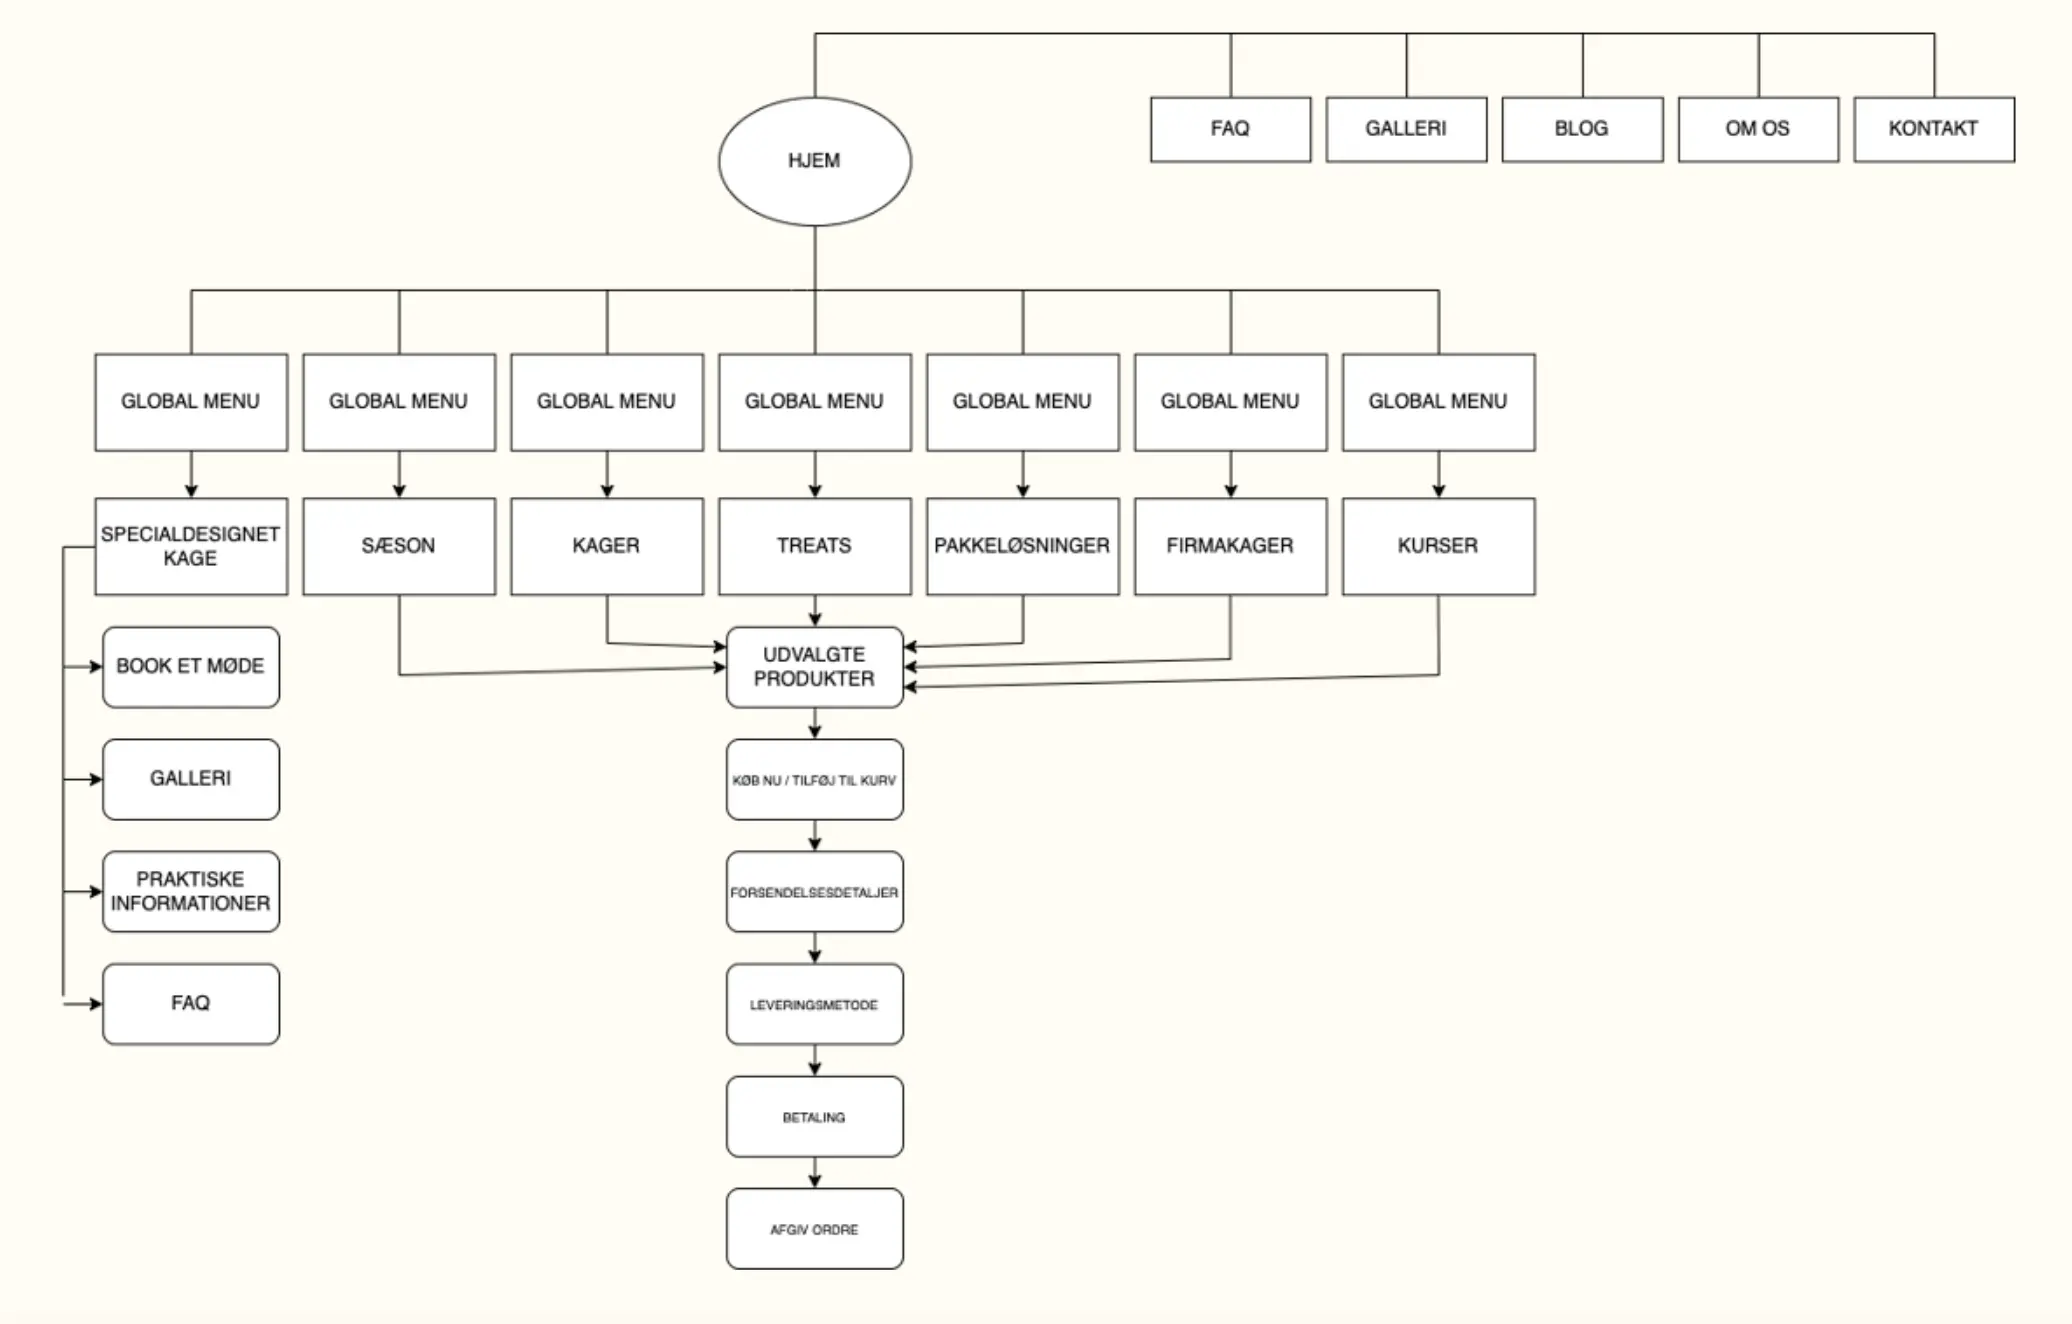 FAQ
GALLERI
BLOG
OM OS
KONTAKT
HJEM
GLOBAL MENU
GLOBAL MENU
GLOBAL MENU
GLOBAL MENU
GLOBAL MENU
GLOBAL MENU
GLOBAL MENU
SPECIALDESIGNET
KAGE
SÆSON
KAGER
TREATS
PAKKELØSNINGER
FIRMAKAGER
KURSER
BOOK ET MØDE
GALLERI
PRAKTISKE
INFORMATIONER
FAQ
UDVALGTE
PRODUKTER
KØB NU / TILFØJ TIL KURV
FORSENDELSESDETALJER
LEVERINGSMETODE
BETALING
AFGIV ORDRE